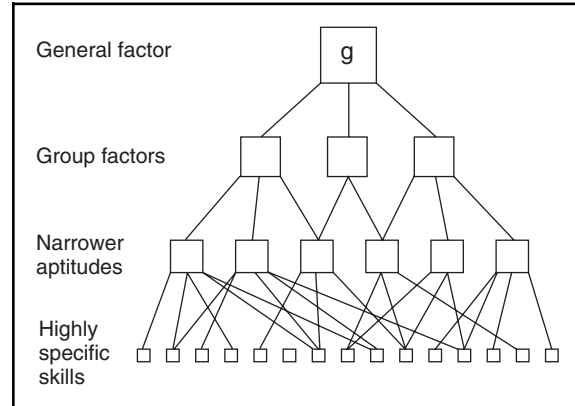 General factor
g
Group factors
Narrower
aptitudes
Highly
specific
skills